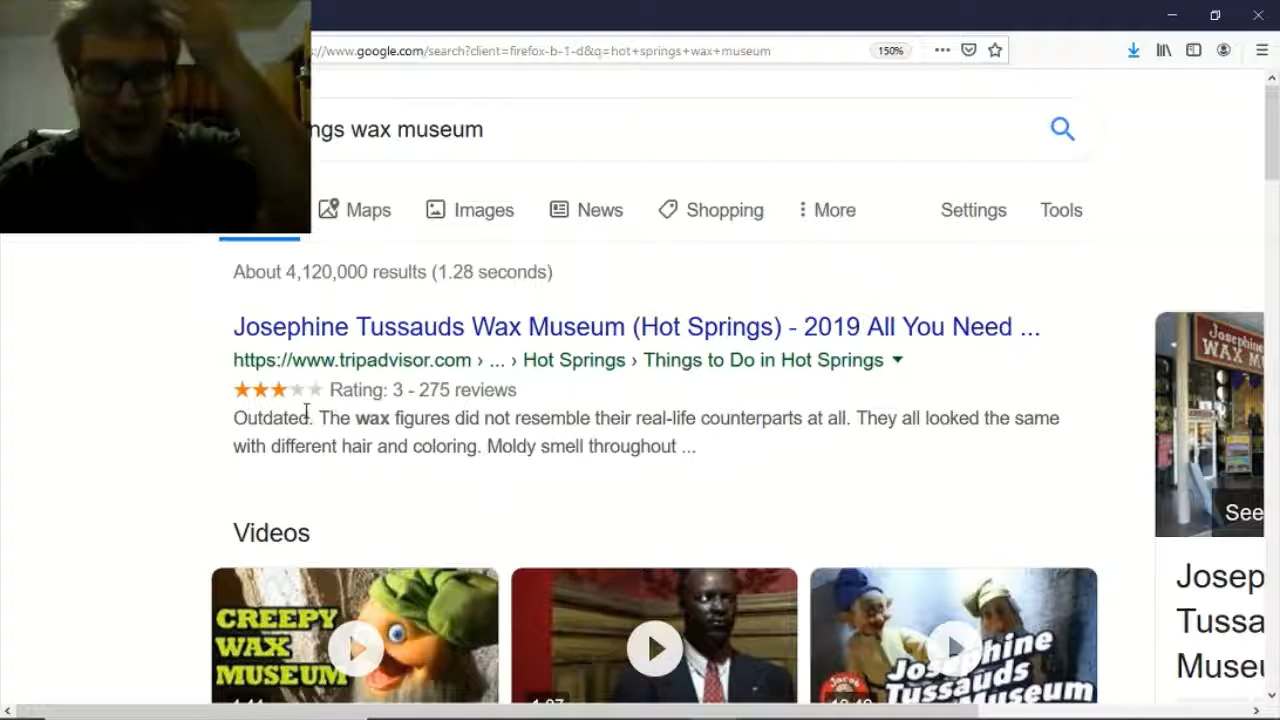 ://www.google.com/search?client=firefox-b-1-d&q=hot+springs+wax+museum
150%
ngs wax museum
Maps
Images
News
Shopping
More
Settings
Tools
About 4,120,000 results (1.28 seconds)
Josephine Tussauds Wax Museum (Hot Springs) - 2019 All You Need ...
https://www.tripadvisor.com › ... › Hot Springs › Things to Do in Hot Springs
Rating: 3 - 275 reviews
Outdated. The wax figures did not resemble their real-life counterparts at all. They all looked the same
with different hair and coloring. Moldy smell throughout ...
Josephine
WAX M
See
Videos
CREEPY
WAX
MUSEUM
Josephine
Tussauds
Museum
Josep
Tussa
Museu